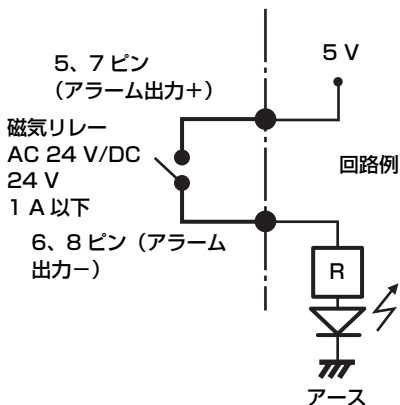 5、7 ピン
（アラーム出力＋）
5 V
磁気リレー
AC 24 V/DC
24 V
1 A 以下
回路例
6、8 ピン（アラーム
出力－）
R
アース